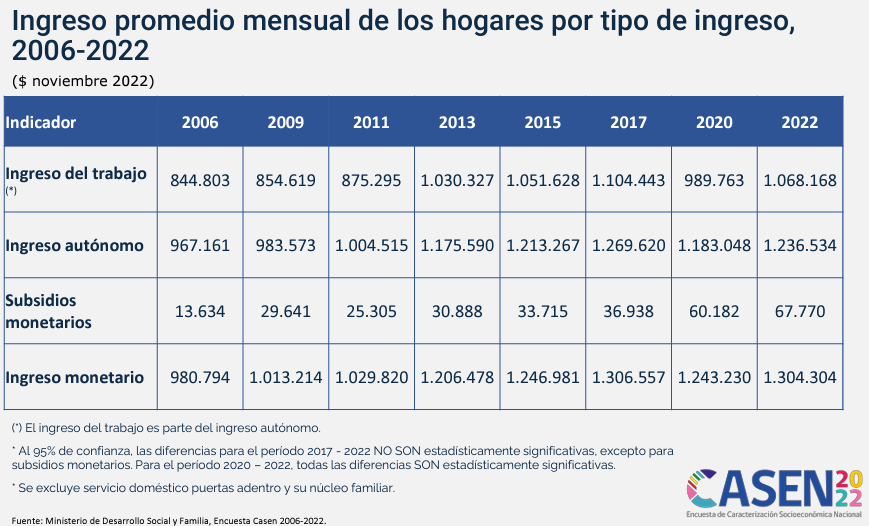 Ingreso promedio mensual de los hogares por tipo de ingreso,
2006-2022
($ noviembre 2022)
Indicador 2006 2009 2011 2013 2015 2017 2020 2022
Ingreso del trabajo (*) 844.803 854.619 875.295 1.030.327 1.051.628 1.104.443 989.763 1.068.168
Ingreso autónomo 967.161 983.573 1.004.515 1.175.590 1.213.267 1.269.620 1.183.048 1.236.534
Subsidios monetarios 13.634 29.641 25.305 30.888 33.715 36.938 60.182 67.770
Ingreso monetario 980.794 1.013.214 1.029.820 1.206.478 1.246.981 1.306.557 1.243.230 1.304.304
(*) El ingreso del trabajo es parte del ingreso autónomo.
* Al 95% de confianza, las diferencias para el período 2017 - 2022 NO SON estadísticamente significativas, excepto para
subsidios monetarios. Para el período 2020 – 2022, todas las diferencias SON estadísticamente significativas.
* Se excluye servicio doméstico puertas adentro y su núcleo familiar.
CASEN 2022
Encuesta de Caracterización Socioeconómica Nacional
Fuente: Ministerio de Desarrollo Social y Familia, Encuesta Casen 2006-2022.